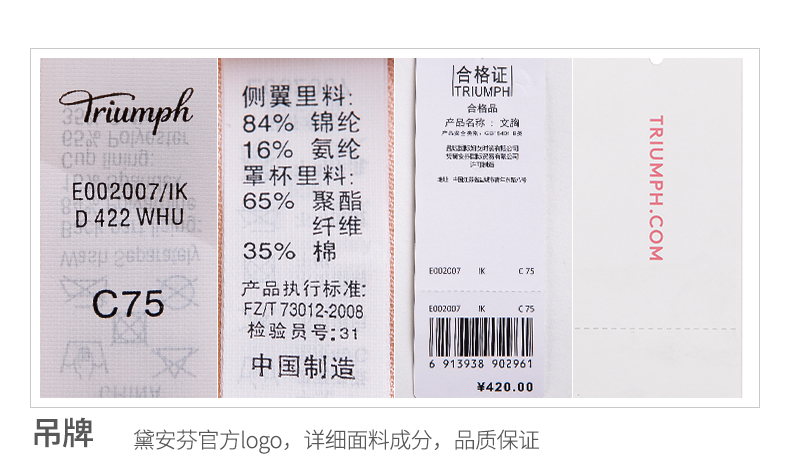 Triumph
E002007/IK
D 422 WHU
Wash Separately
C75
侧翼里料:
84% 锦纶
16% 氨纶
罩杯里料:
65% 聚酯
纤维
35% 棉
产品执行标准:
FZ/T 73012-2008
检验员号:31
中国制造
合格证
TRIUMPH
合格品
产品名称: 文胸
E002007 IK C 75
E002007 IK C 75
6 913938 902961
¥420.00
TRIUMPH.COM
吊牌
黛安芬官方logo，详细面料成分，品质保证